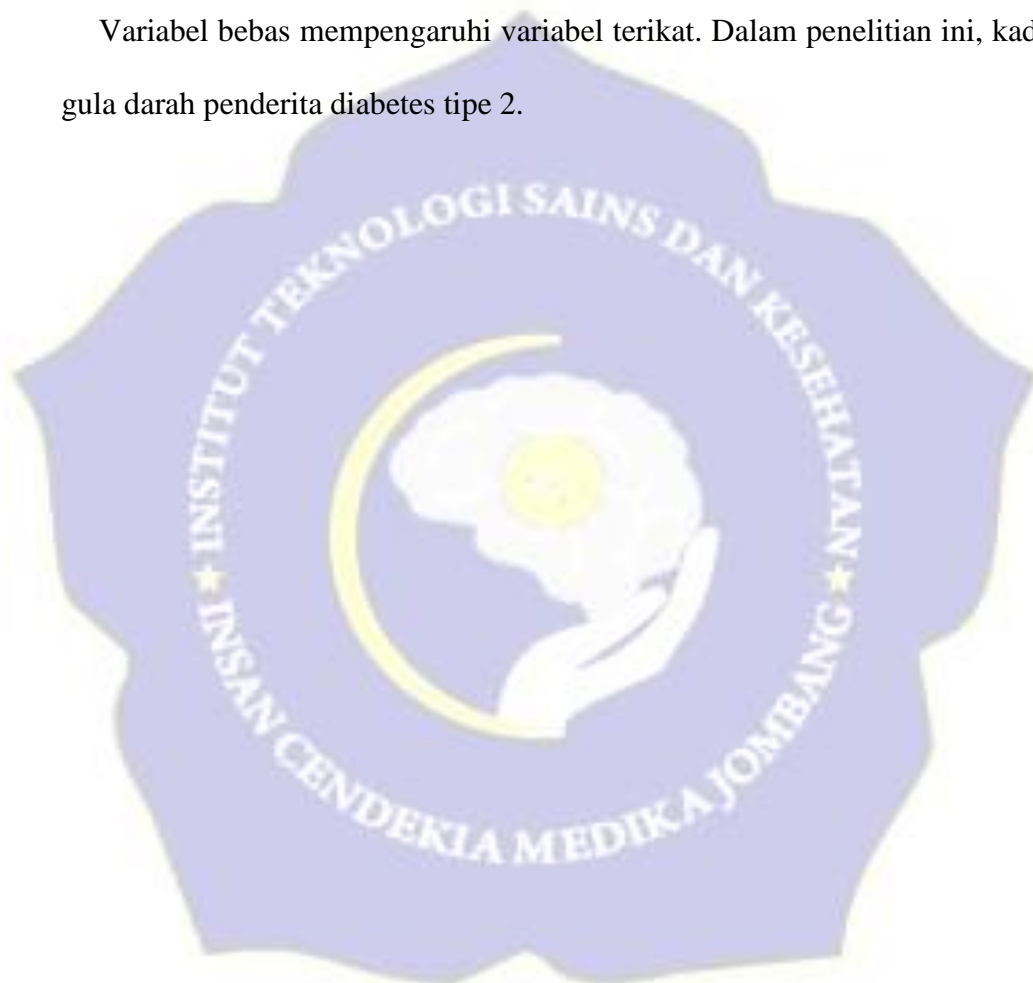 Variabel bebas mempengaruhi variabel terikat. Dalam penelitian ini, kad
gula darah penderita diabetes tipe 2.
INSTITUT TEKNOLOGI SAINS DAN KESEHATAN
INSAN CENDEKIA MEDIKA JOMBANG